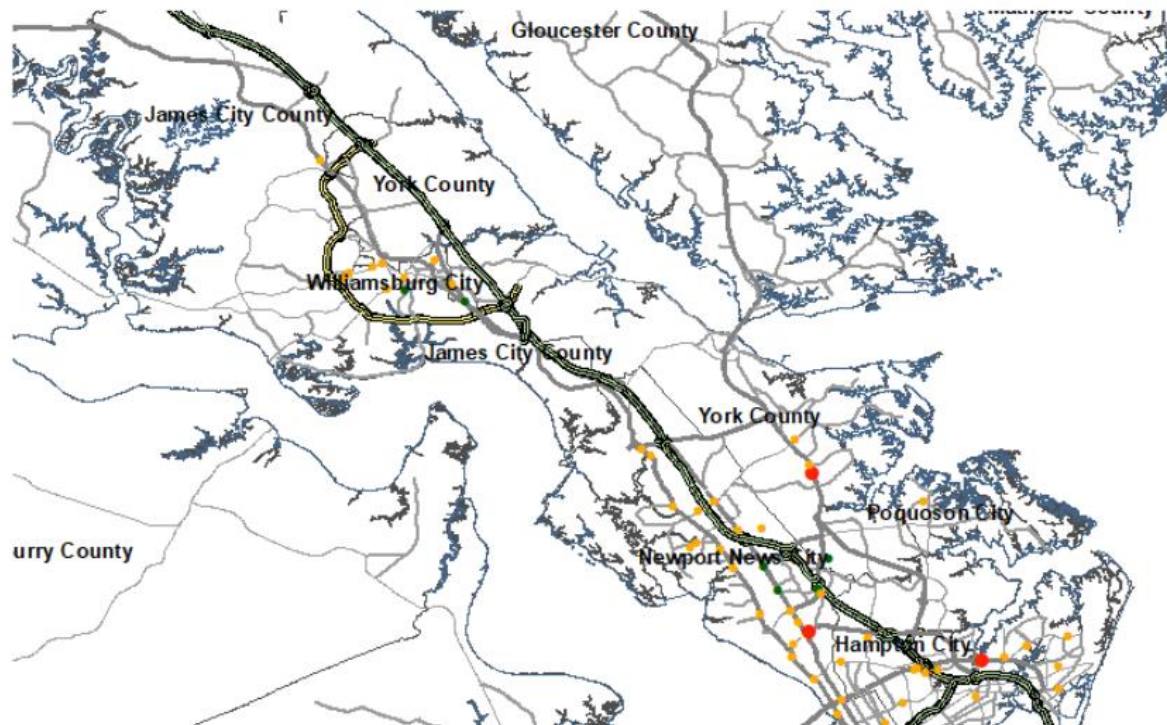 Mathews County
Gloucester County
James City County
York County
Williamsburg City
James City County
York County
Poquoson City
urry County
Newport News City
Hampton City